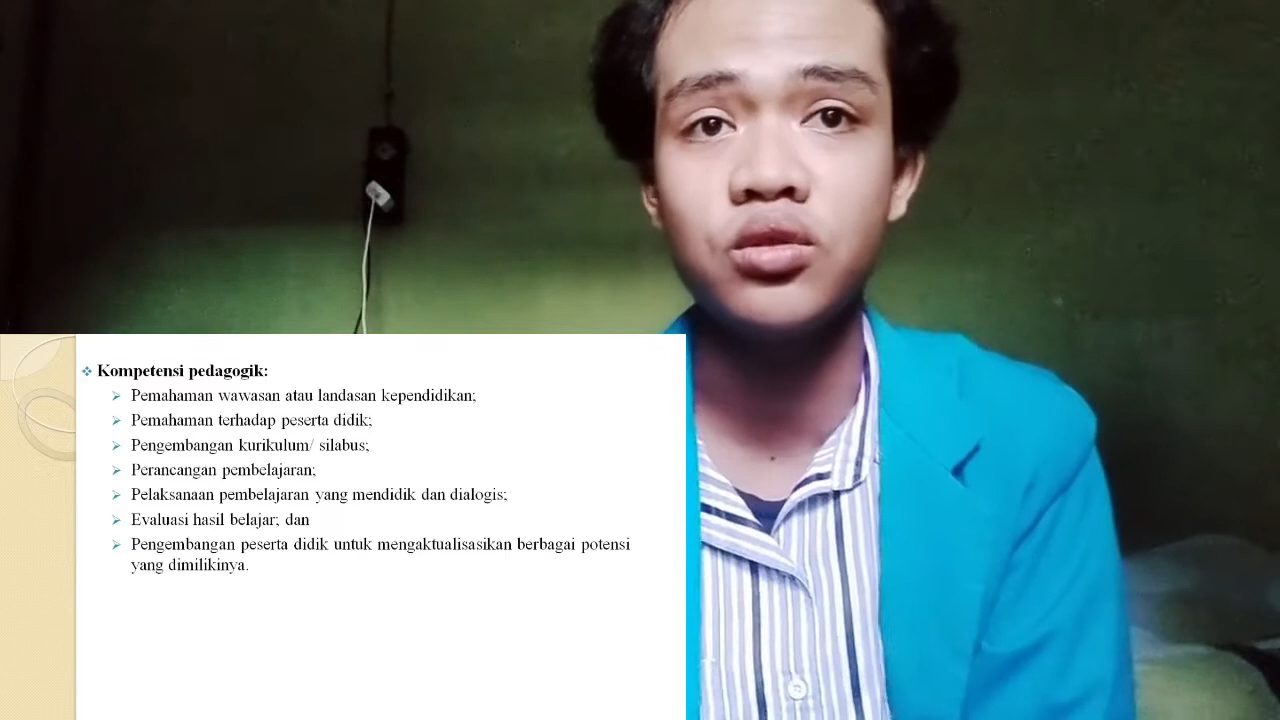 Kompetensi pedagogik:
Pemahaman wawasan atau landasan kependidikan;
Pemahaman terhadap peserta didik;
Pengembangan kurikulum/ silabus;
Perancangan pembelajaran;
Pelaksanaan pembelajaran yang mendidik dan dialogis;
Evaluasi hasil belajar; dan
Pengembangan peserta didik untuk mengaktualisasikan berbagai potensi
yang dimilikinya.